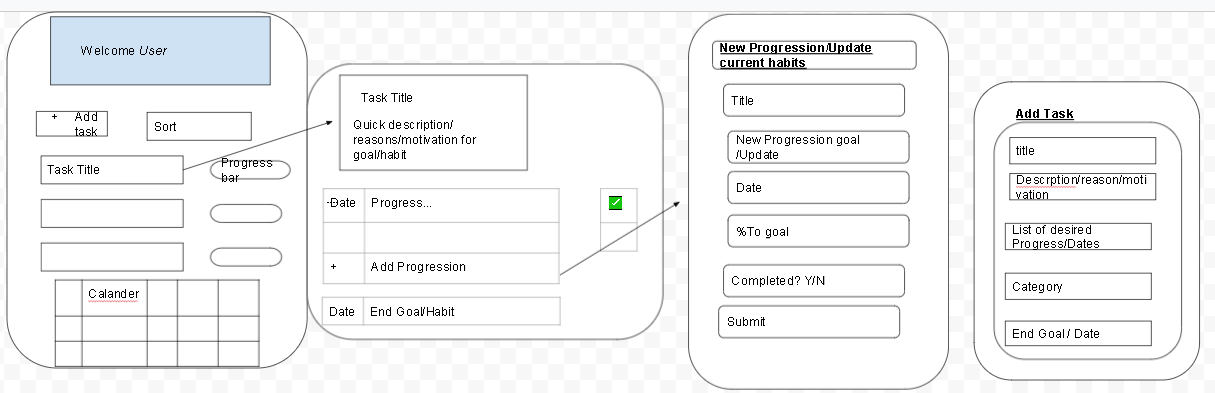 Welcome User
+ Add
task
Sort
Task Title
Progress
bar
Calander
Task Title
Quick description/
reasons/motivation for
goal/habit
-Date
Progress...
+
Add Progression
Date
End Goal/Habit
New Progression/Update
current habits
Title
New Progression goal
/Update
Date
%To goal
Completed? Y/N
Submit
Add Task
title
Descrption/reason/moti
vation
List of desired
Progress/Dates
Category
End Goal / Date